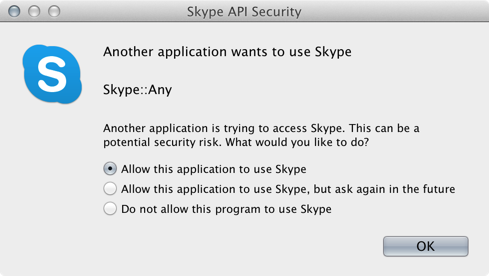 Skype API Security
Another application wants to use Skype
S
Skype::Any
Another application is trying to access Skype. This can be a
potential security risk. What would you like to do?
Allow this application to use Skype
Allow this application to use Skype, but ask again in the future
Do not allow this program to use Skype
OK